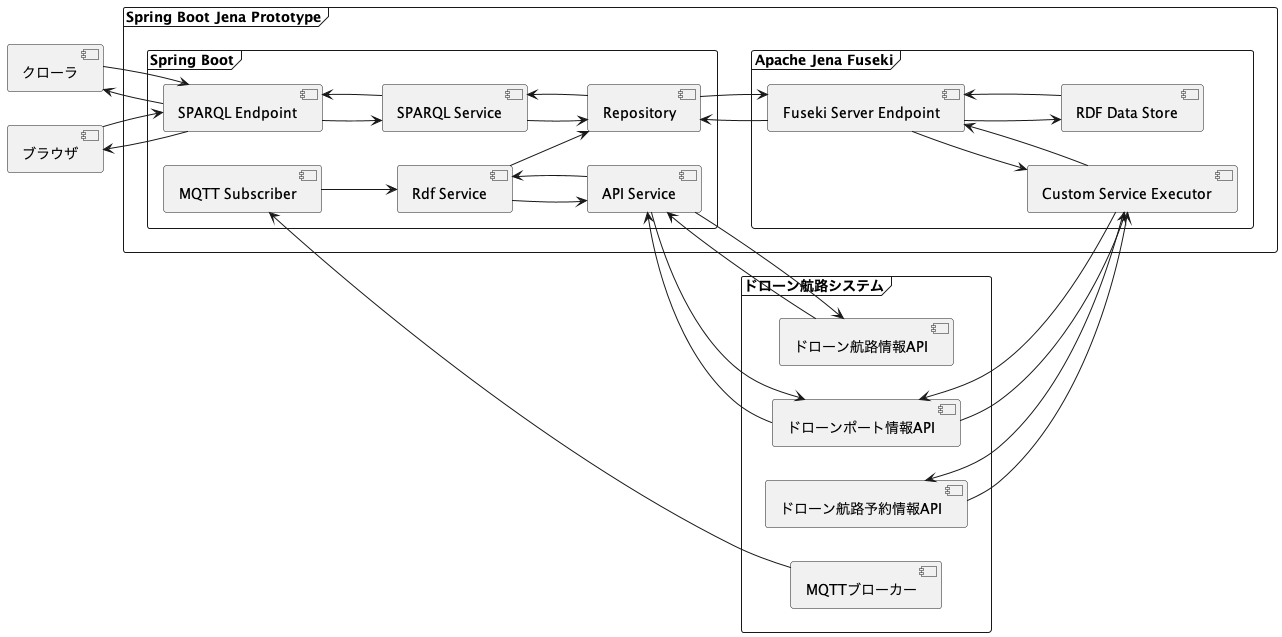 Spring Boot Jena Prototype
Spring Boot
Apache Jena Fuseki
クローラ
SPARQL Endpoint
SPARQL Service
Repository
Fuseki Server Endpoint
RDF Data Store
ブラウザ
MQTT Subscriber
Rdf Service
API Service
Custom Service Executor
ドローン航路システム
ドローン航路情報API
ドローンポート情報API
ドローン航路予約情報API
MQTTブローカー